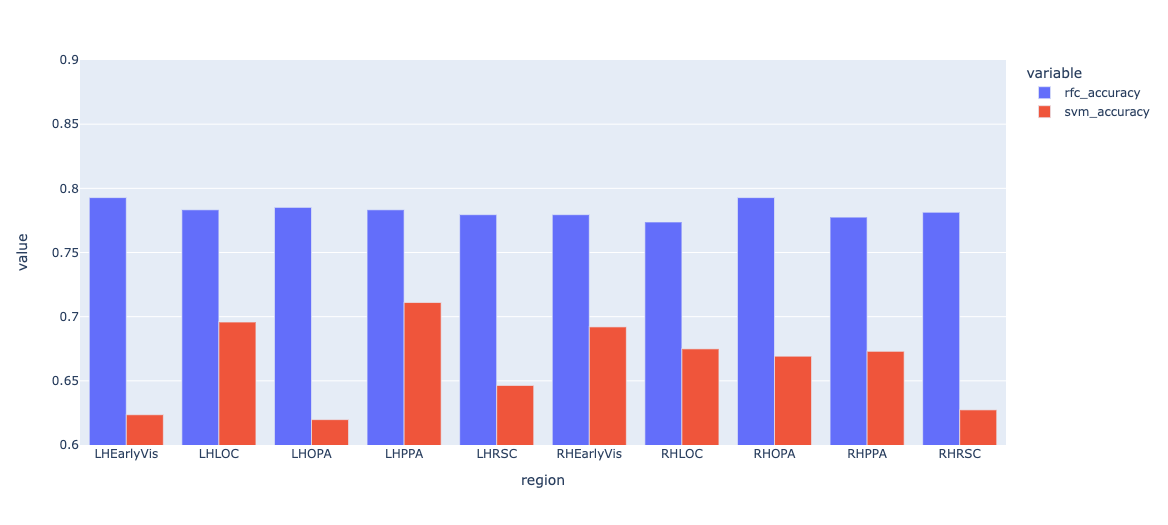 0.9
0.85
0.8
0.75
0.7
0.65
0.6
value
LHEarlyVis LHLOC LHOPA LHPPA LHRSC RHEarlyVis RHLOC RHOPA RHPPA RHRSC
region
variable
rfc_accuracy
svm_accuracy